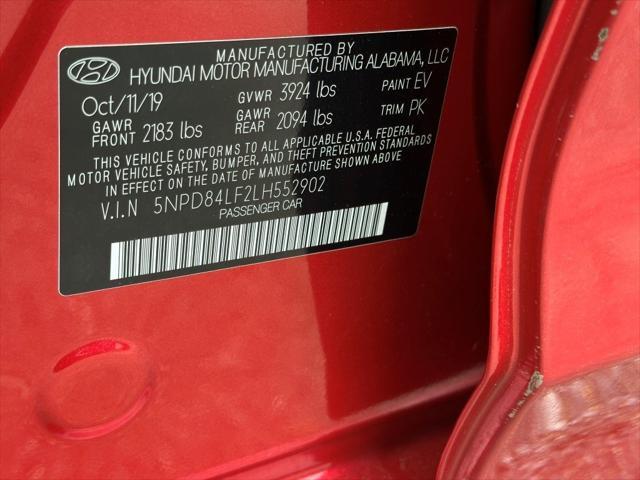 MANUFACTURED BY
HYUNDAI MOTOR MANUFACTURING ALABAMA, LLC
Oct/11/19 GVWR 3924 lbs PAINT EV
GAWR FRONT 2183 lbs GAWR REAR 2094 lbs TRIM PK
THIS VEHICLE CONFORMS TO ALL APPLICABLE U.S.A. FEDERAL
MOTOR VEHICLE SAFETY, BUMPER, AND THEFT PREVENTION STANDARDS
IN EFFECT ON THE DATE OF MANUFACTURE SHOWN ABOVE
V.I.N 5NPD84LF2LH552902
PASSENGER CAR